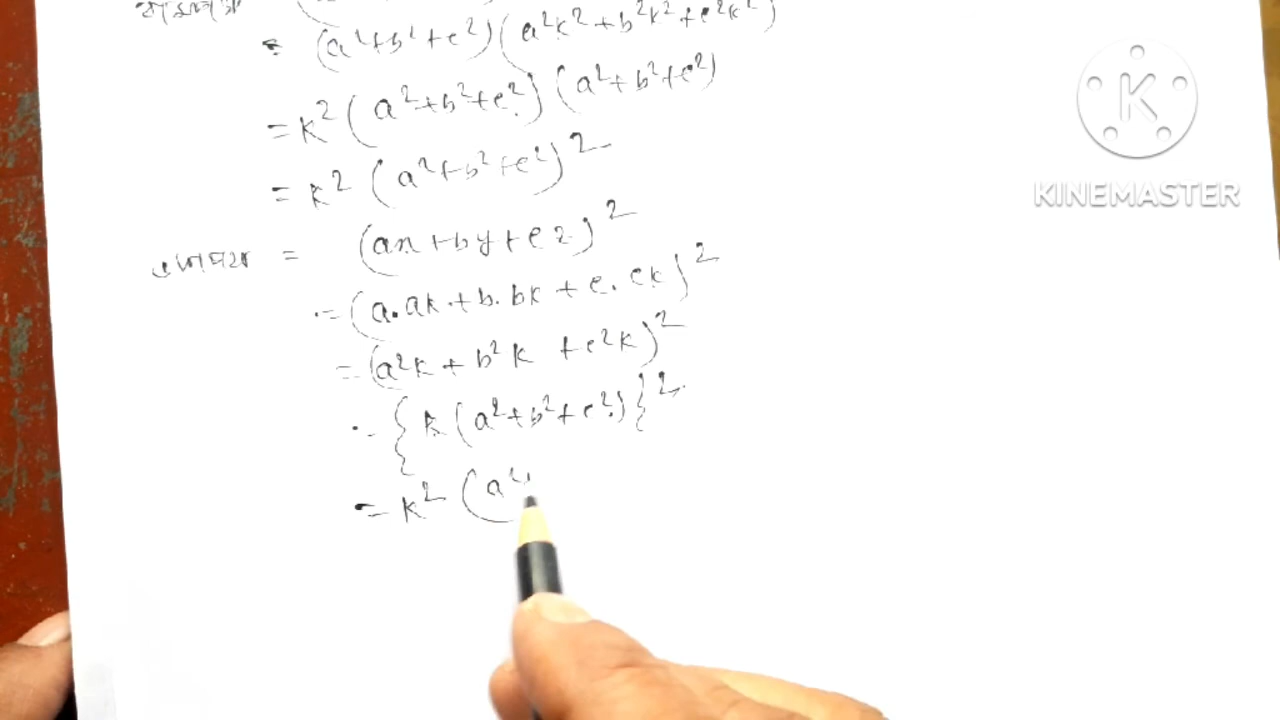 = (a²+b²+c²)(a²k²+b²k²+c²k²)
= k²(a²+b²+c²)(a²+b²+c²)
= k²(a²+b²+c²)²
= (ax+by+cz)²
= (a.ak+b.bk+c.ck)²
= (a²k+b²k+c²k)²
= {k(a²+b²+c²)}²
= k²(a²
KINEMASTER